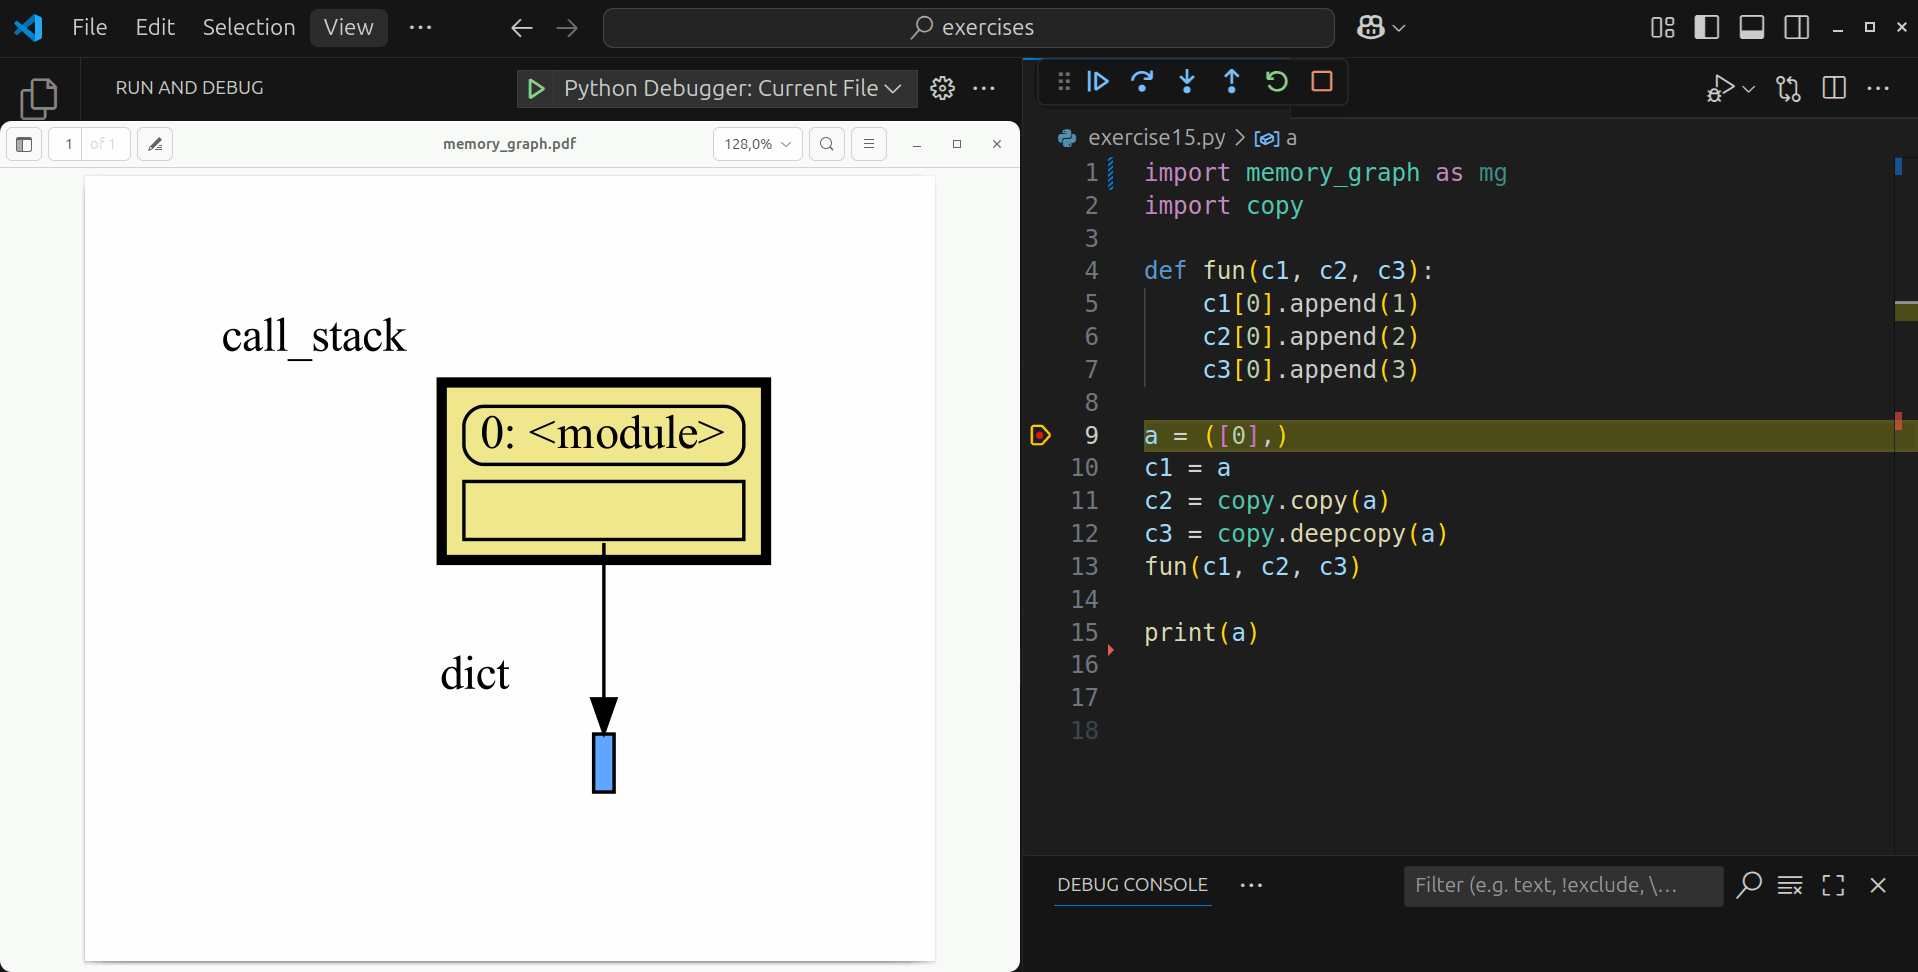 File Edit Selection View ··· exercises
RUN AND DEBUG Python Debugger: Current File ···
1 of 1 memory_graph.pdf 128,0%
call_stack
0: <module>
dict
exercise15.py > a
1 import memory_graph as mg
2 import copy
3
4 def fun(c1, c2, c3):
5 c1[0].append(1)
6 c2[0].append(2)
7 c3[0].append(3)
8
9 a = ([0],)
10 c1 = a
11 c2 = copy.copy(a)
12 c3 = copy.deepcopy(a)
13 fun(c1, c2, c3)
14
15 print(a)
16
17
18
DEBUG CONSOLE ··· Filter (e.g. text, !exclude, \...